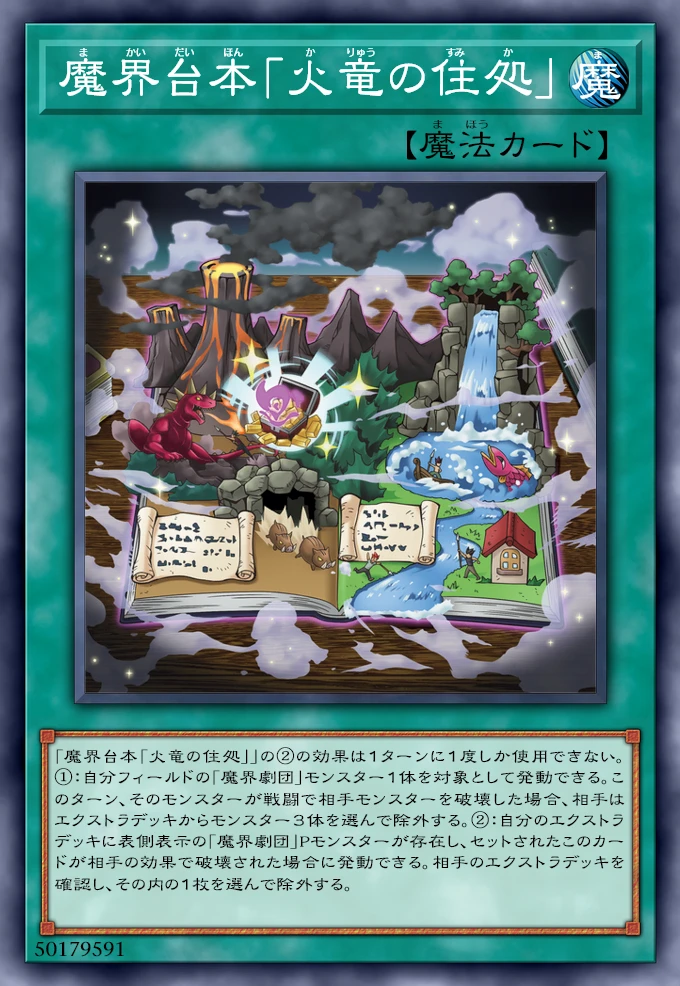 魔界台本「火竜の住処」 魔
【魔法カード】
「魔界台本「火竜の住処」」の②の効果は１ターンに１度しか使用できない。
①：自分フィールドの「魔界劇団」モンスター１体を対象として発動できる。こ
のターン、そのモンスターが戦闘で相手モンスターを破壊した場合、相手は
エクストラデッキからモンスター３体を選んで除外する。②：自分のエクストラ
デッキに表側表示の「魔界劇団」Pモンスターが存在し、セットされたこのカー
ドが相手の効果で破壊された場合に発動できる。相手のエクストラデッキを
確認し、その内の１枚を選んで除外する。
50179591